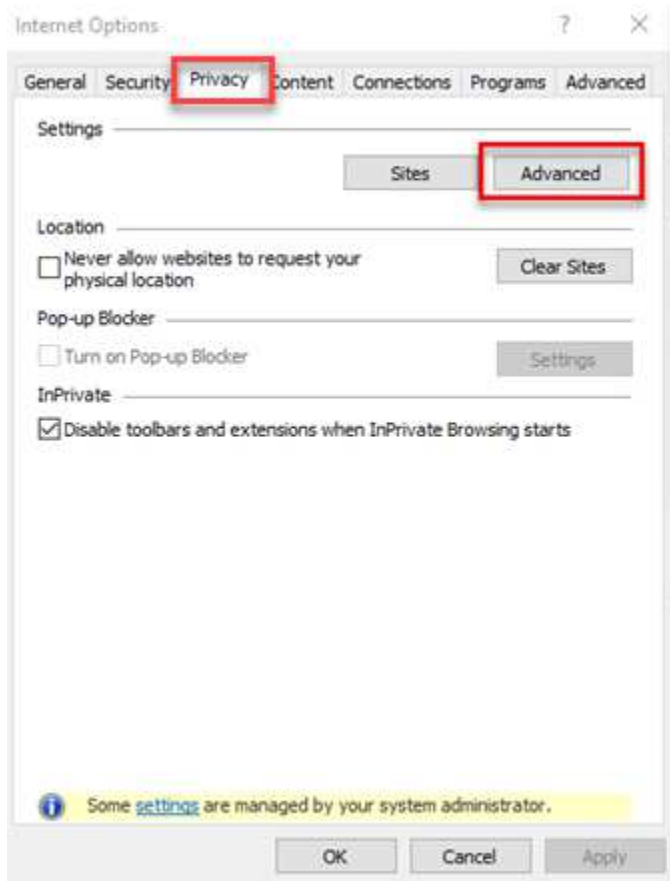 Internet Options ?
General Security Privacy Content Connections Programs Advanced
Settings
Sites Advanced
Location
Never allow websites to request your
physical location
Clear Sites
Pop-up Blocker
Turn on Pop-up Blocker Settings
InPrivate
Disable toolbars and extensions when InPrivate Browsing starts
Some settings are managed by your system administrator.
OK Cancel Apply